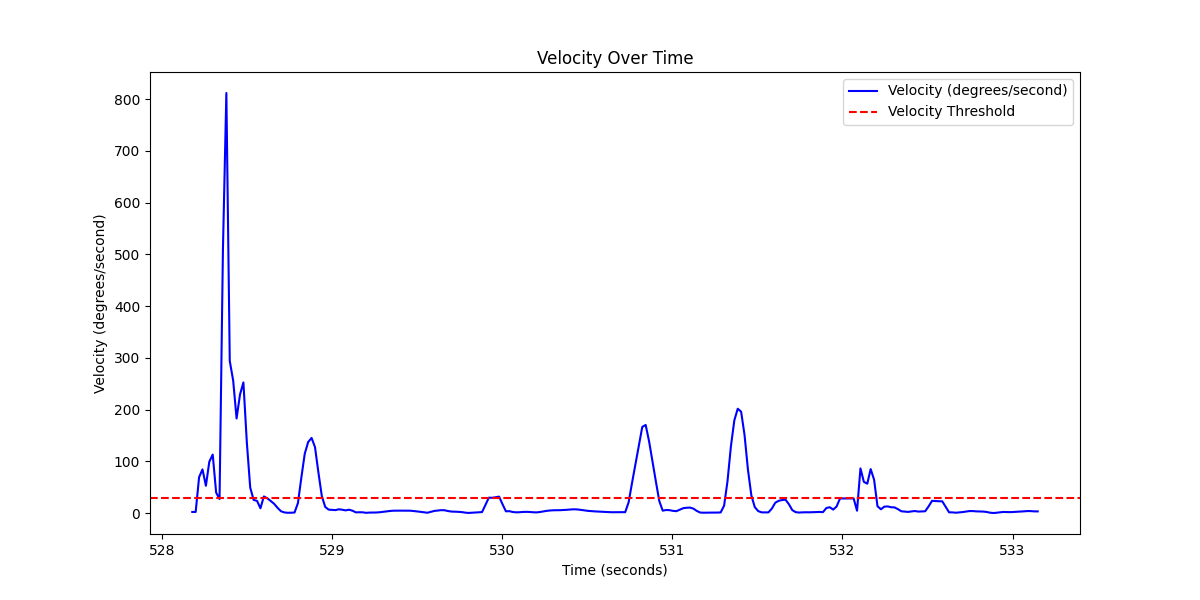 Velocity Over Time
Velocity (degrees/second)
Velocity Threshold
800
700
600
500
400
300
200
100
0
Velocity (degrees/second)
528 529 530 531 532 533
Time (seconds)